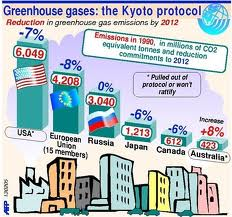 Greenhouse gases: the Kyoto protocol
Reduction in greenhouse gas emissions by 2012
Emissions in 1990, in millions of CO2
equivalent tonnes and reduction
commitments to 2012
* Pulled out of
protocol or won't
ratify
-7%
6,049
USA*
-8%
4,208
European
Union
(15 members)
0%
3,040
Russia
-6%
1,213
Japan
-6%
612
Canada
Increase
+8%
423
Australia*
AFP